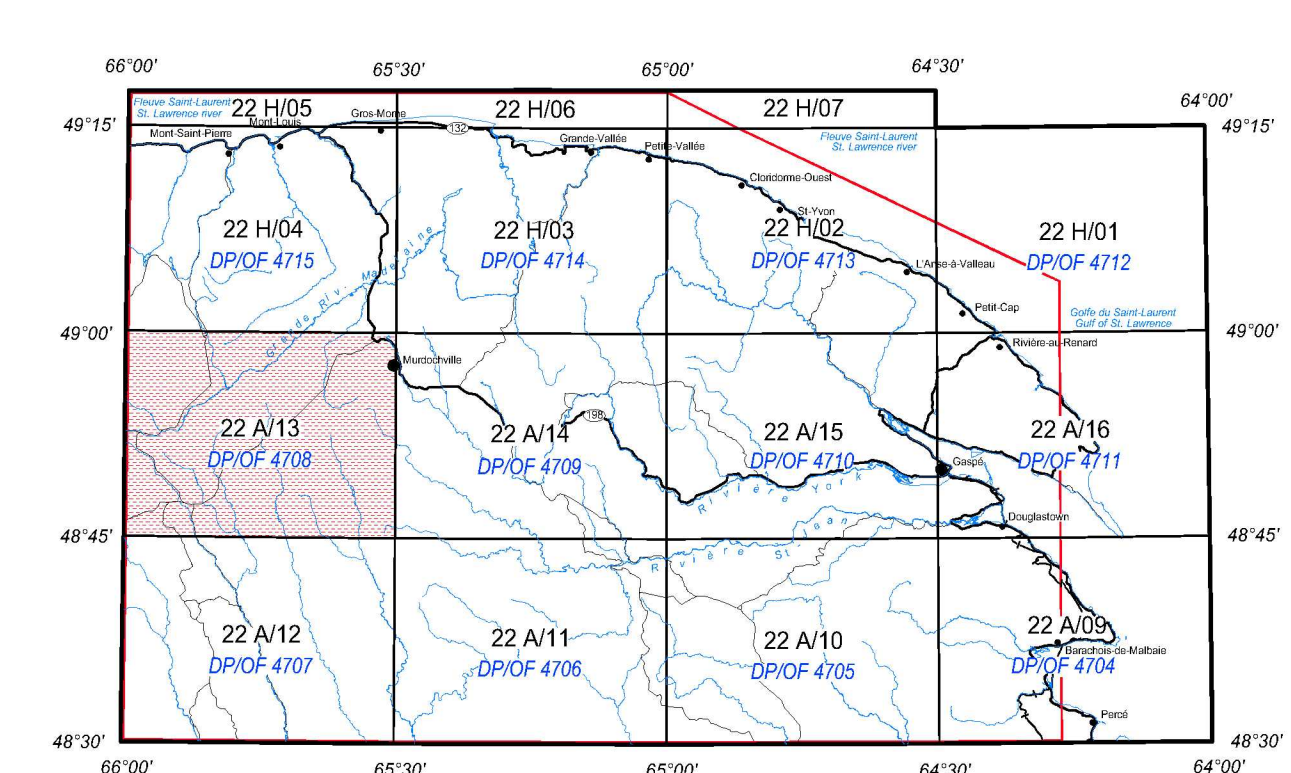 66°00'
65°30'
65°00'
64°30'
64°00'
Fleuve Saint-Laurent
St. Lawrence river
22 H/05
22 H/06
22 H/07
49°15'
49°15'
Mont-Saint-Pierre
Mont-Louis
Gros-Morne
132
Grande-Vallée
Petite-Vallée
Fleuve Saint-Laurent
St. Lawrence river
Cloridorme-Ouest
St-Yvon
22 H/04
DP/OF 4715
22 H/03
DP/OF 4714
22 H/02
DP/OF 4713
22 H/01
DP/OF 4712
Grande Riv. Madelaine
L'Anse-à-Valleau
Petit-Cap
Golfe du Saint-Laurent
Gulf of St. Lawrence
49°00'
49°00'
Rivière-au-Renard
Murdochville
22 A/13
DP/OF 4708
22 A/14
DP/OF 4709
198
22 A/15
DP/OF 4710
22 A/16
DP/OF 4711
Gaspé
Rivière York
Douglastown
Rivière St Jean
48°45'
48°45'
22 A/12
DP/OF 4707
22 A/11
DP/OF 4706
22 A/10
DP/OF 4705
22 A/09
DP/OF 4704
Barachois-de-Malbaie
Percé
48°30'
48°30'
66°00'
65°30'
65°00'
64°30'
64°00'